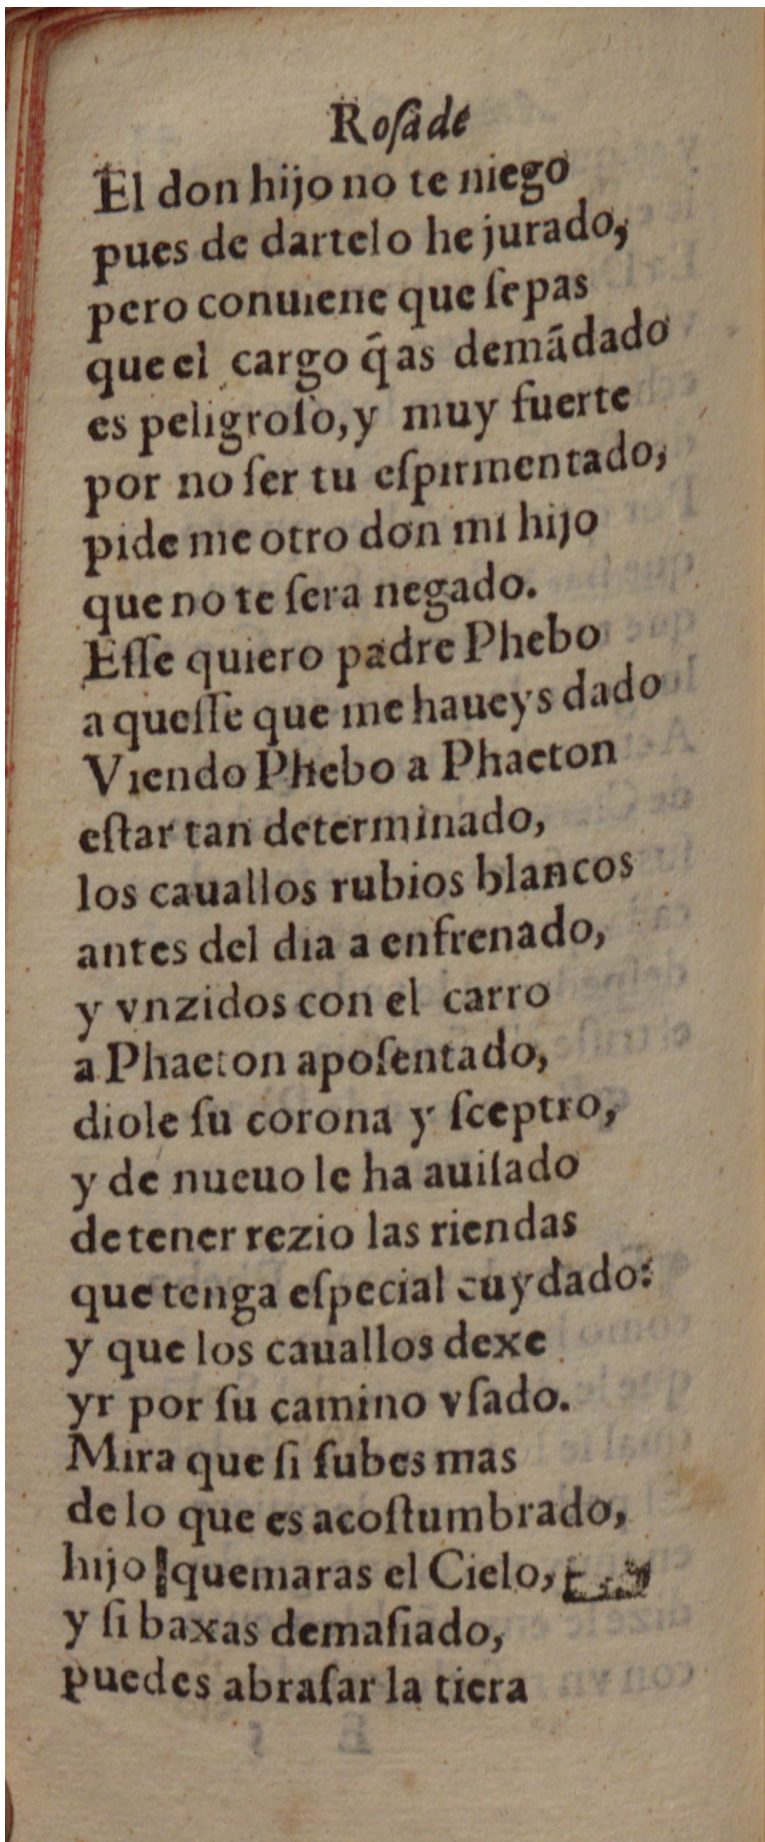 Rosa de
El don hijo no te niego
pues de dartelo he jurado,
pero conuiene que ſepas
que el cargo q̃ as demãdado
es peligroſo, y muy fuerte
por no ſer tu eſpirmentado,
pide me otro don mi hijo
que no te ſera negado.
Eſſe quiero padre Phebo
a queſſe que me haueys dado
Viendo Phebo a Phaeton
eſtar tan determinado,
los cauallos rubios blancos
antes del dia a enfrenado,
y vnzidos con el carro
a Phaeton apoſentado,
diole ſu corona y ſceptro,
y de nueuo le ha auiſado
de tener rezio las riendas
que tenga eſpecial cuydado:
y que los cauallos dexe
yr por ſu camino vſado.
Mira que ſi ſubes mas
de lo que es acoſtumbrado,
hijo quemaras el Cielo,
y ſi baxas demaſiado,
puedes abraſar la tiera